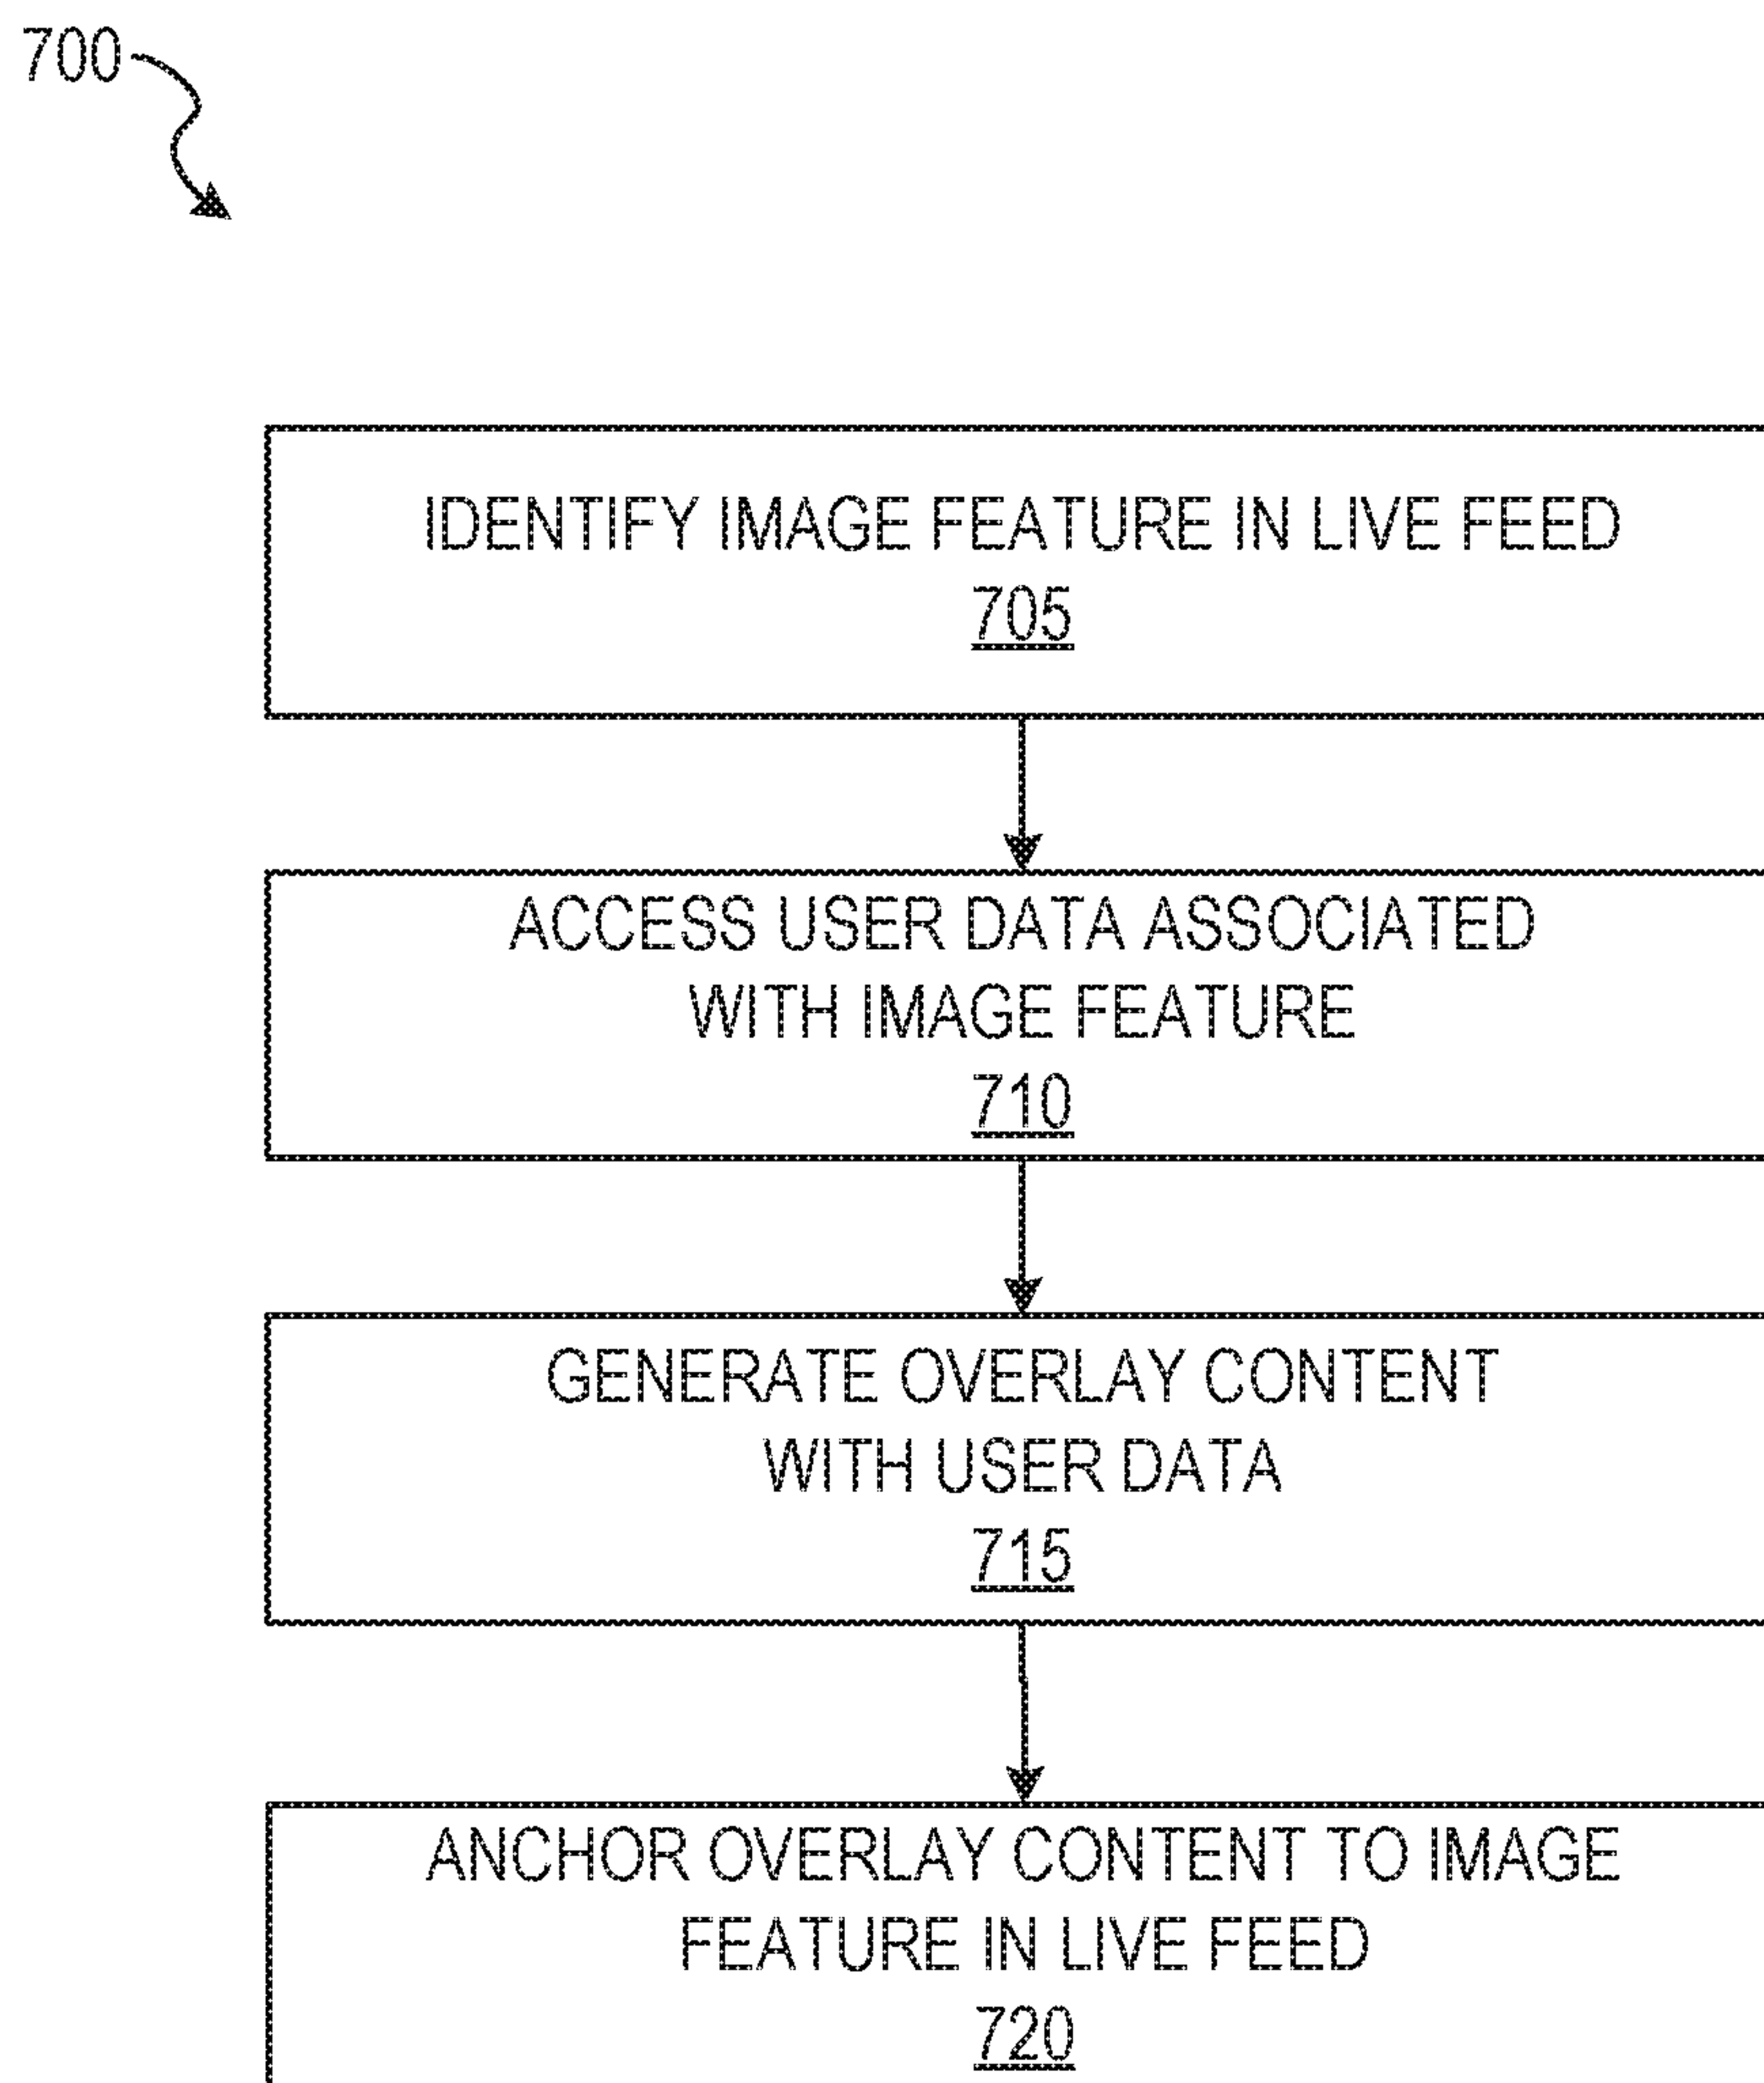 700
IDENTIFY IMAGE FEATURE IN LIVE FEED
705
ACCESS USER DATA ASSOCIATED
WITH IMAGE FEATURE
710
GENERATE OVERLAY CONTENT
WITH USER DATA
715
ANCHOR OVERLAY CONTENT TO IMAGE
FEATURE IN LIVE FEED
720